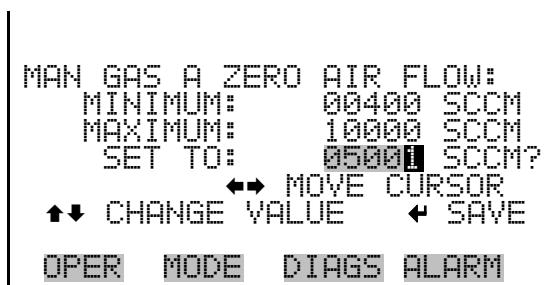 MAN GAS A ZERO AIR FLOW:
MINIMUM: 00400 SCCM
MAXIMUM: 10000 SCCM
SET TO: 05001 SCCM?
⬅➡ MOVE CURSOR
⬆⬇ CHANGE VALUE ↵ SAVE
OPER MODE DIAGS ALARM